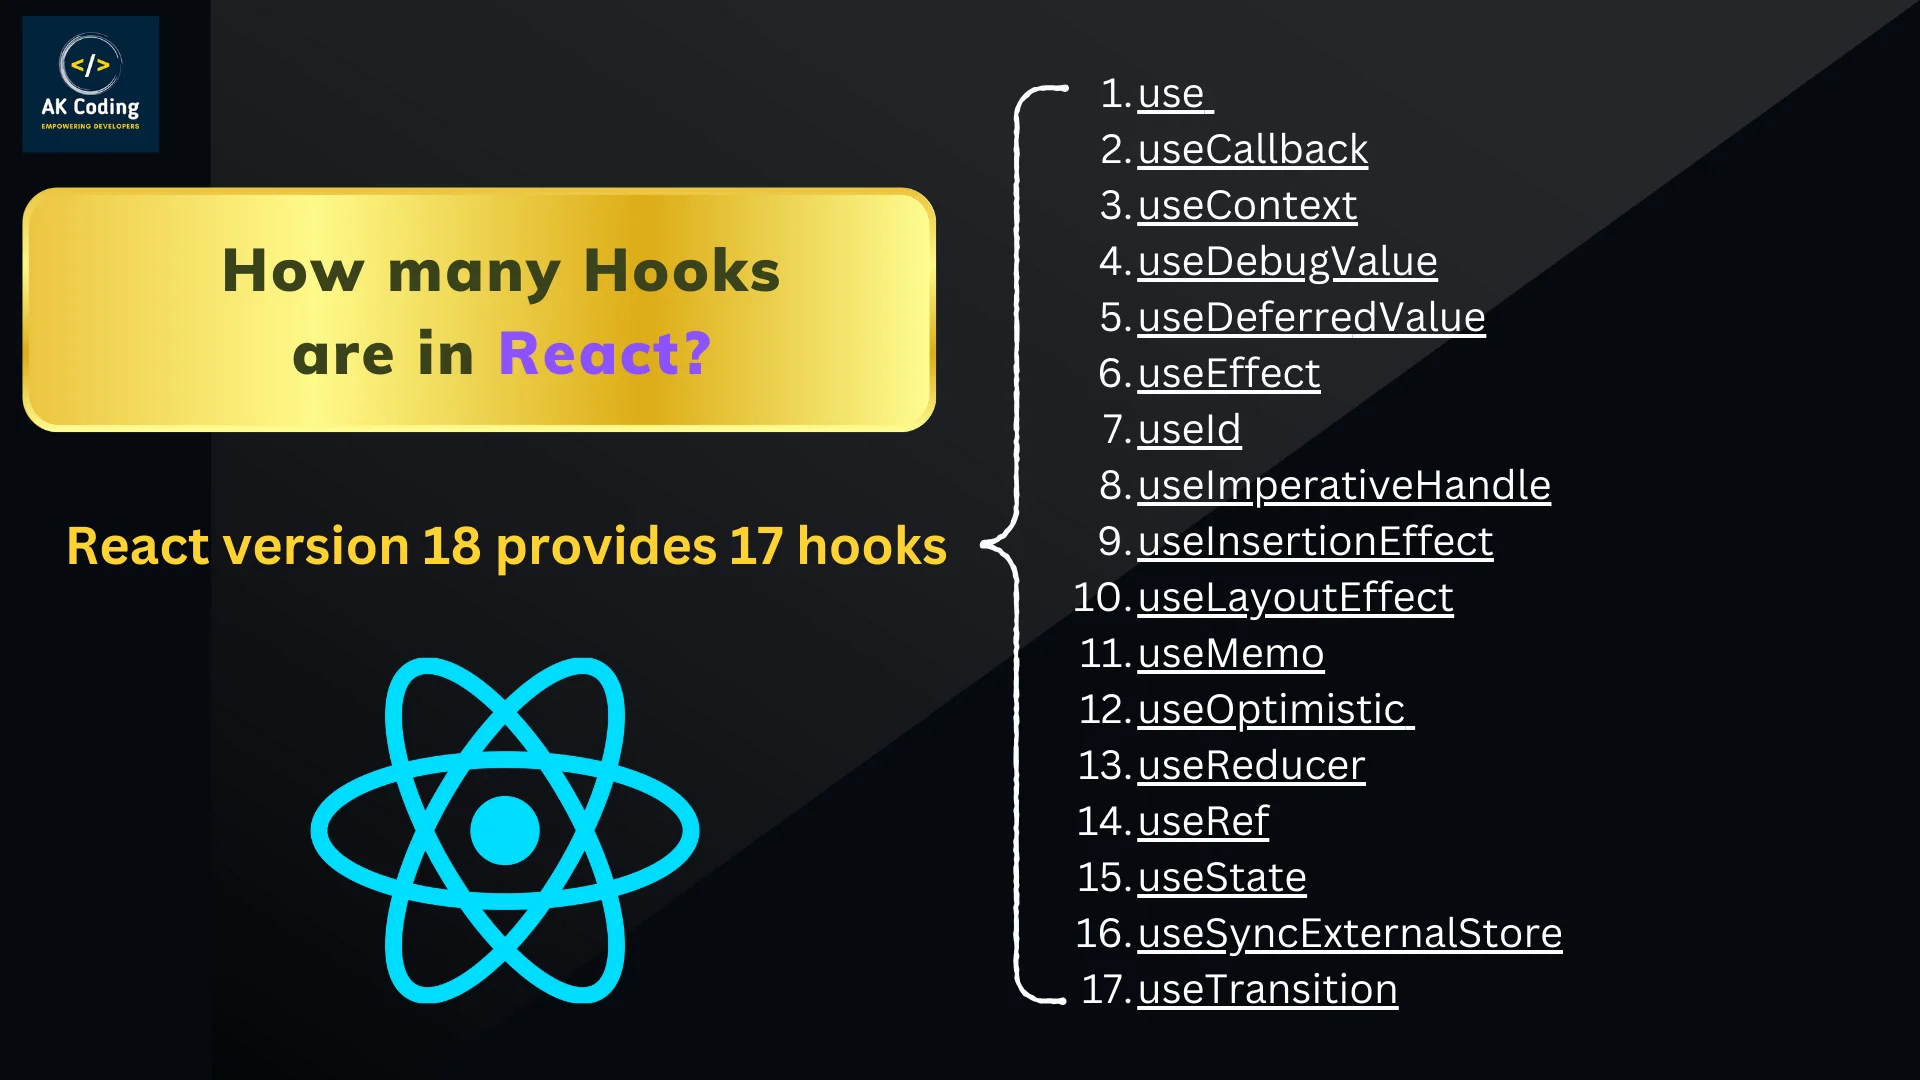 </>
AK Coding
EMPOWERING DEVELOPERS
How many Hooks
are in React?
React version 18 provides 17 hooks
1. use
2. useCallback
3. useContext
4. useDebugValue
5. useDeferredValue
6. useEffect
7. useId
8. useImperativeHandle
9. useInsertionEffect
10. useLayoutEffect
11. useMemo
12. useOptimistic
13. useReducer
14. useRef
15. useState
16. useSyncExternalStore
17. useTransition